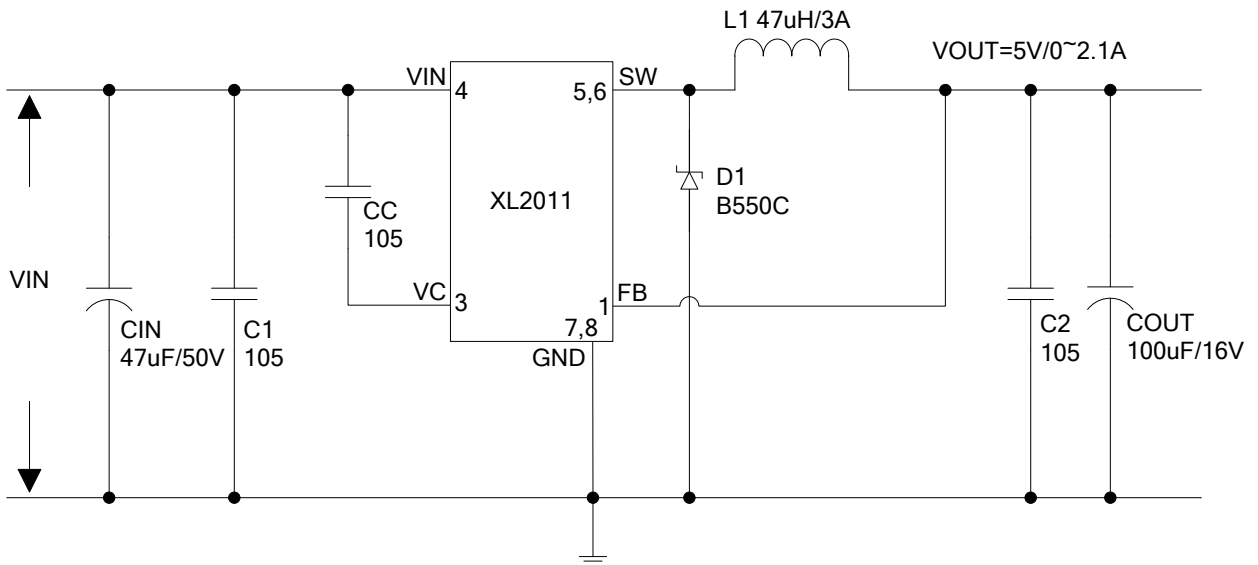 L1 47uH/3A
VOUT=5V/0~2.1A
VIN
4
5,6
SW
XL2011
D1
B550C
CC
105
VIN
VC
3
1
FB
7,8
GND
CIN
47uF/50V
C1
105
C2
105
COUT
100uF/16V